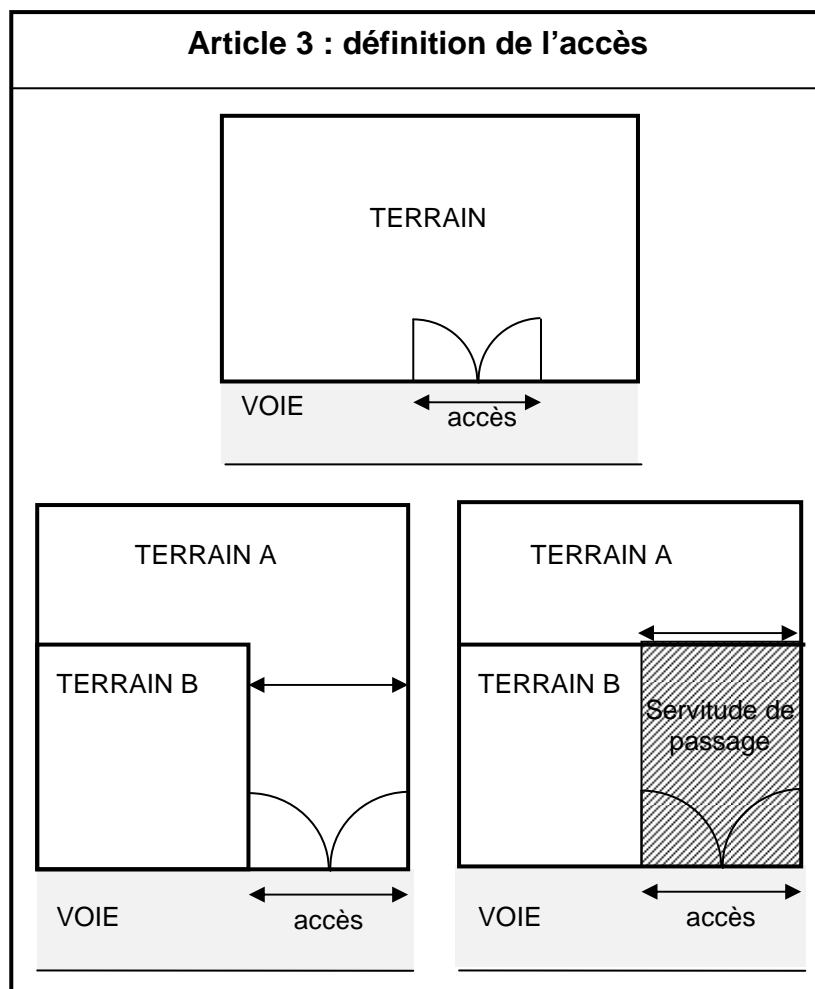 Article 3 : définition de l’accès
TERRAIN
VOIE
accès
TERRAIN A
TERRAIN B
VOIE
accès
TERRAIN A
TERRAIN B
Servitude de
passage
VOIE
accès